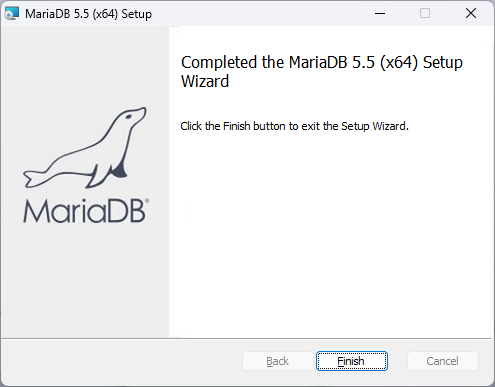 MariaDB 5.5 (x64) Setup
Completed the MariaDB 5.5 (x64) Setup
Wizard
Click the Finish button to exit the Setup Wizard.
MariaDB®
Back
Finish
Cancel